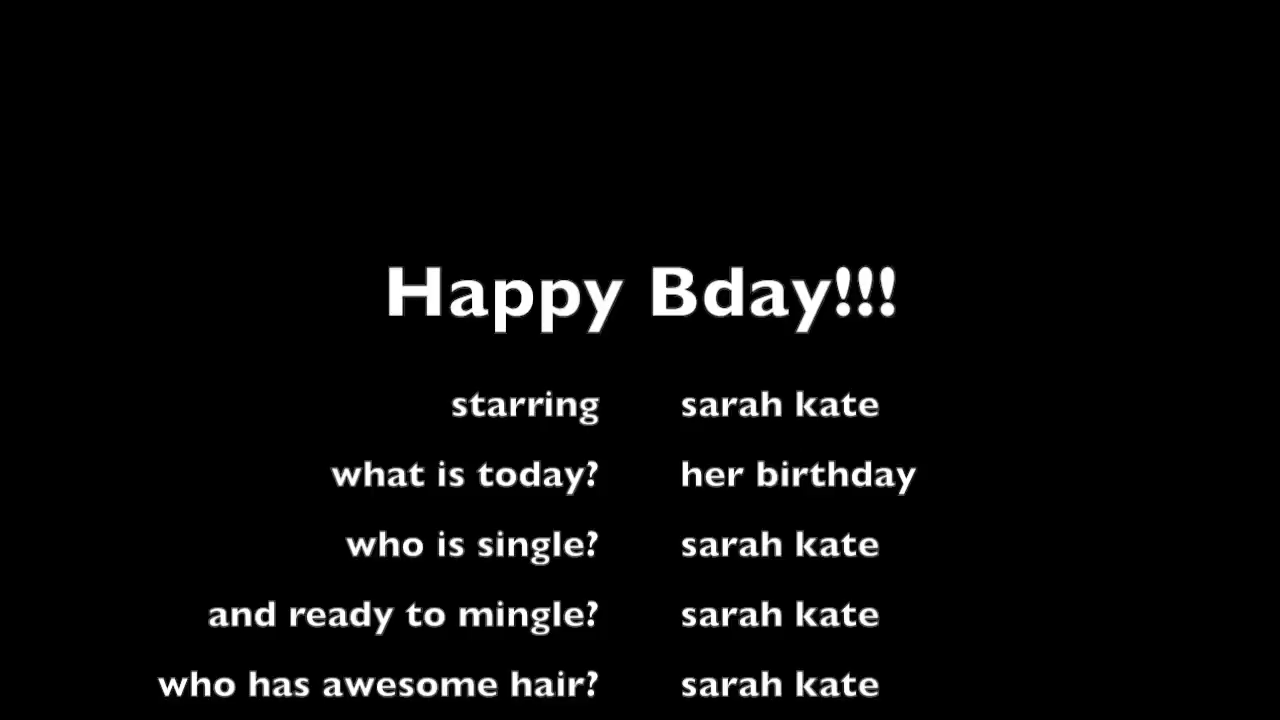 Happy Bday!!!
starring sarah kate
what is today? her birthday
who is single? sarah kate
and ready to mingle? sarah kate
who has awesome hair? sarah kate